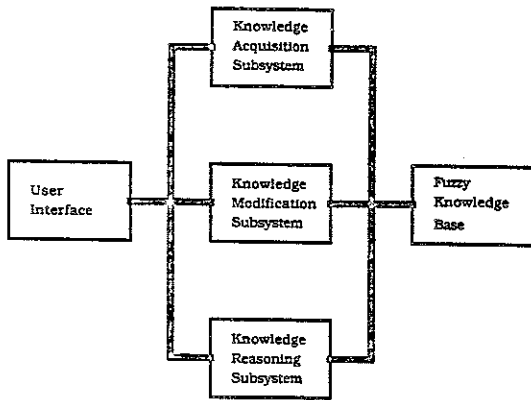 Knowledge
Acquisition
Subsystem
User
Interface
Knowledge
Modification
Subsystem
Fuzzy
Knowledge
Base
Knowledge
Reasoning
Subsystem